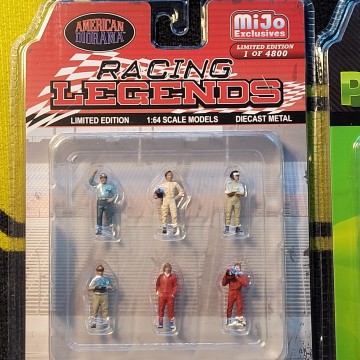 AMERICAN
DIORAMA
MiJo
Exclusives
LIMITED EDITION
1 OF 4800
RACING
LEGENDS
LIMITED EDITION 1:64 SCALE MODELS DIECAST METAL